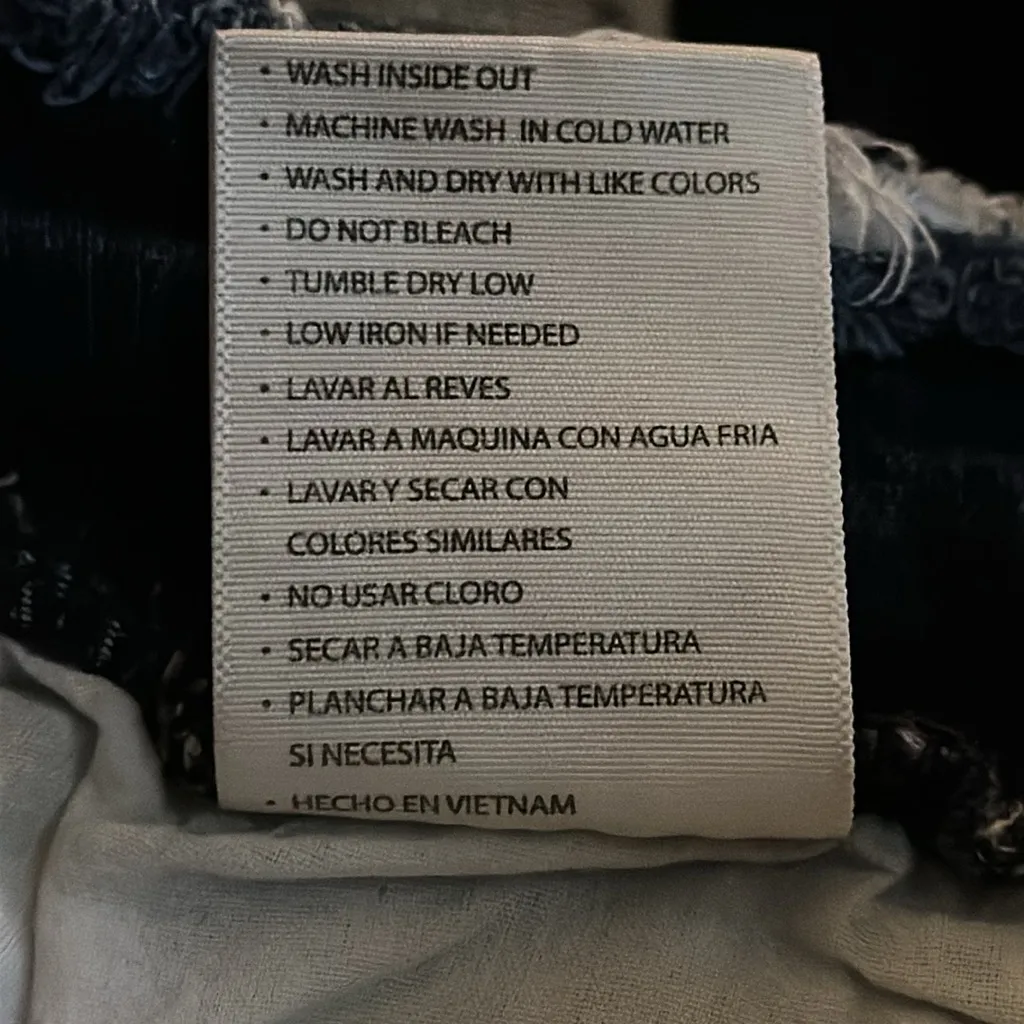 • WASH INSIDE OUT
• MACHINE WASH IN COLD WATER
• WASH AND DRY WITH LIKE COLORS
• DO NOT BLEACH
• TUMBLE DRY LOW
• LOW IRON IF NEEDED
• LAVAR AL REVES
• LAVAR A MAQUINA CON AGUA FRIA
• LAVAR Y SECAR CON
COLORES SIMILARES
• NO USAR CLORO
• SECAR A BAJA TEMPERATURA
• PLANCHAR A BAJA TEMPERATURA
SI NECESITA
• HECHO EN VIETNAM